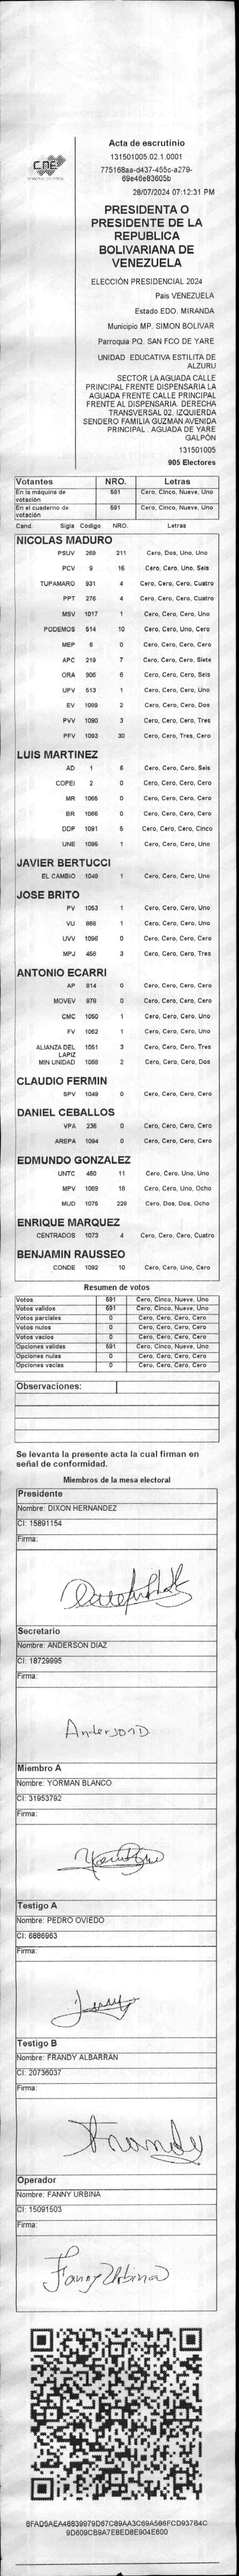 CNE
Acta de escrutinio
131501005.02.1.0001
775168aa-d437-455c-a279-
69e46e83605b
28/07/2024 07:12:31 PM
PRESIDENTA O
PRESIDENTE DE LA
REPUBLICA
BOLIVARIANA DE
VENEZUELA
ELECCIÓN PRESIDENCIAL 2024
País VENEZUELA
Estado EDO. MIRANDA
Municipio MP. SIMON BOLIVAR
Parroquia PQ. SAN FCO DE YARE
UNIDAD EDUCATIVA ESTILITA DE
ALZURU
SECTOR LA AGUADA CALLE
PRINCIPAL FRENTE DISPENSARIA LA
AGUADA FRENTE CALLE PRINCIPAL
FRENTE AL DISPENSARIA. DERECHA
TRANSVERSAL 02. IZQUIERDA
SENDERO FAMILIA GUZMAN AVENIDA
PRINCIPAL . AGUADA DE YARE
GALPÓN
131501005
905 Electores
Votantes NRO. Letras
En la máquina de votación 591 Cero, Cinco, Nueve, Uno
En el cuaderno de votación 591 Cero, Cinco, Nueve, Uno
Cand. Sigla Código NRO. Letras
NICOLAS MADURO
PSUV 269 211 Cero, Dos, Uno, Uno
PCV 9 16 Cero, Cero, Uno, Seis
TUPAMARO 931 4 Cero, Cero, Cero, Cuatro
PPT 276 4 Cero, Cero, Cero, Cuatro
MSV 1017 1 Cero, Cero, Cero, Uno
PODEMOS 514 10 Cero, Cero, Uno, Cero
MEP 6 0 Cero, Cero, Cero, Cero
APC 219 7 Cero, Cero, Cero, Siete
ORA 906 6 Cero, Cero, Cero, Seis
UPV 513 1 Cero, Cero, Cero, Uno
EV 1089 2 Cero, Cero, Cero, Dos
PVV 1090 3 Cero, Cero, Cero, Tres
PFV 1093 30 Cero, Cero, Tres, Cero
LUIS MARTINEZ
AD 1 6 Cero, Cero, Cero, Seis
COPEI 2 0 Cero, Cero, Cero, Cero
MR 1065 0 Cero, Cero, Cero, Cero
BR 1066 0 Cero, Cero, Cero, Cero
DDP 1091 5 Cero, Cero, Cero, Cinco
UNE 1095 1 Cero, Cero, Cero, Uno
JAVIER BERTUCCI
EL CAMBIO 1048 1 Cero, Cero, Cero, Uno
JOSE BRITO
PV 1053 1 Cero, Cero, Cero, Uno
VU 868 1 Cero, Cero, Cero, Uno
UVV 1096 0 Cero, Cero, Cero, Cero
MPJ 458 3 Cero, Cero, Cero, Tres
ANTONIO ECARRI
AP 814 0 Cero, Cero, Cero, Cero
MOVEV 979 0 Cero, Cero, Cero, Cero
CMC 1050 1 Cero, Cero, Cero, Uno
FV 1052 1 Cero, Cero, Cero, Uno
ALIANZA DEL LAPIZ 1051 3 Cero, Cero, Cero, Tres
MIN UNIDAD 1058 2 Cero, Cero, Cero, Dos
CLAUDIO FERMIN
SPV 1049 0 Cero, Cero, Cero, Cero
DANIEL CEBALLOS
VPA 236 0 Cero, Cero, Cero, Cero
AREPA 1094 0 Cero, Cero, Cero, Cero
EDMUNDO GONZALEZ
UNTC 450 11 Cero, Cero, Uno, Uno
MPV 1069 18 Cero, Cero, Uno, Ocho
MUD 1075 228 Cero, Dos, Dos, Ocho
ENRIQUE MARQUEZ
CENTRADOS 1073 4 Cero, Cero, Cero, Cuatro
BENJAMIN RAUSSEO
CONDE 1092 10 Cero, Cero, Uno, Cero
Resumen de votos
Votos 591 Cero, Cinco, Nueve, Uno
Votos validos 591 Cero, Cinco, Nueve, Uno
Votos parciales 0 Cero, Cero, Cero, Cero
Votos nulos 0 Cero, Cero, Cero, Cero
Votos vacios 0 Cero, Cero, Cero, Cero
Opciones validas 591 Cero, Cinco, Nueve, Uno
Opciones nulas 0 Cero, Cero, Cero, Cero
Opciones vacias 0 Cero, Cero, Cero, Cero
Observaciones:
Se levanta la presente acta la cual firman en
señal de conformidad.
Miembros de la mesa electoral
Presidente
Nombre: DIXON HERNANDEZ
CI: 15891154
Firma:
Secretario
Nombre: ANDERSON DIAZ
CI: 18729995
Firma:
Anderson D
Miembro A
Nombre: YORMAN BLANCO
CI: 31953792
Firma:
Testigo A
Nombre: PEDRO OVIEDO
CI: 6886963
Firma:
Testigo B
Nombre: FRANDY ALBARRAN
CI: 20736037
Firma:
Frandy
Operador
Nombre: FANNY URBINA
CI: 15091503
Firma:
Fanny Urbina
8FAD5AEA48839979D67C89AA3C69A586FCD937B4C
9D609CB9A7E8ED8E904E600